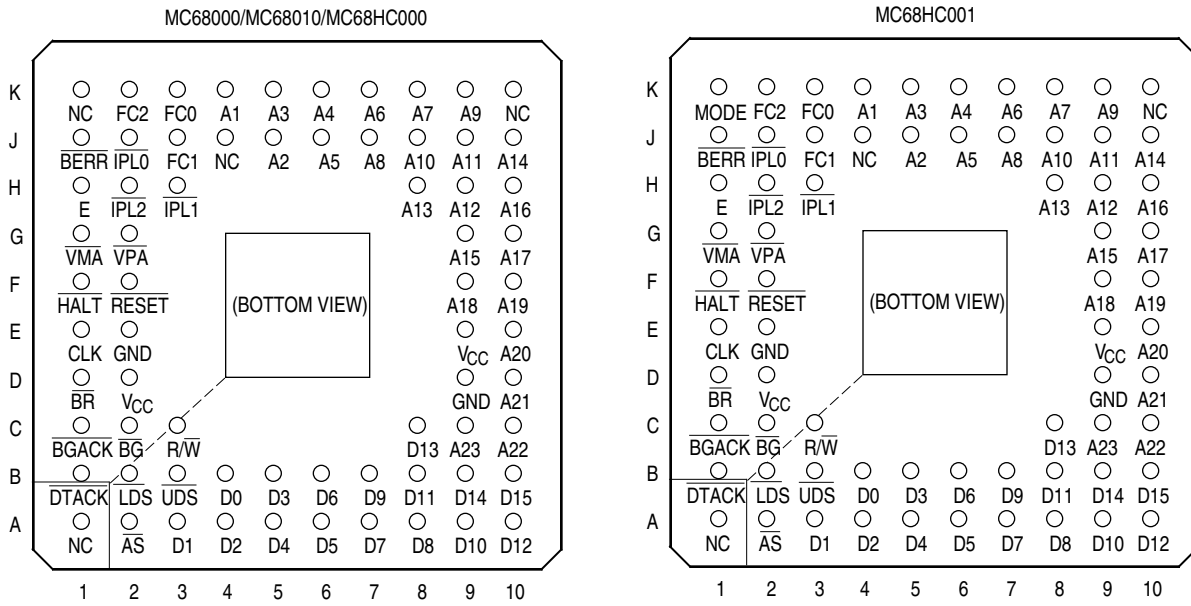 MC68000/MC68010/MC68HC000
K
NC FC2 FC0 A1 A3 A4 A6 A7 A9 NC
J
BERR IPL0 FC1 NC A2 A5 A8 A10 A11 A14
H
E IPL2 IPL1 A13 A12 A16
G
VMA VPA A15 A17
F
HALT RESET (BOTTOM VIEW) A18 A19
E
CLK GND VCC A20
D
BR VCC GND A21
C
BGACK BG R/W D13 A23 A22
B
DTACK LDS UDS D0 D3 D6 D9 D11 D14 D15
A
NC AS D1 D2 D4 D5 D7 D8 D10 D12
1 2 3 4 5 6 7 8 9 10
MC68HC001
K
MODE FC2 FC0 A1 A3 A4 A6 A7 A9 NC
J
BERR IPL0 FC1 NC A2 A5 A8 A10 A11 A14
H
E IPL2 IPL1 A13 A12 A16
G
VMA VPA A15 A17
F
HALT RESET (BOTTOM VIEW) A18 A19
E
CLK GND VCC A20
D
BR VCC GND A21
C
BGACK BG R/W D13 A23 A22
B
DTACK LDS UDS D0 D3 D6 D9 D11 D14 D15
A
NC AS D1 D2 D4 D5 D7 D8 D10 D12
1 2 3 4 5 6 7 8 9 10